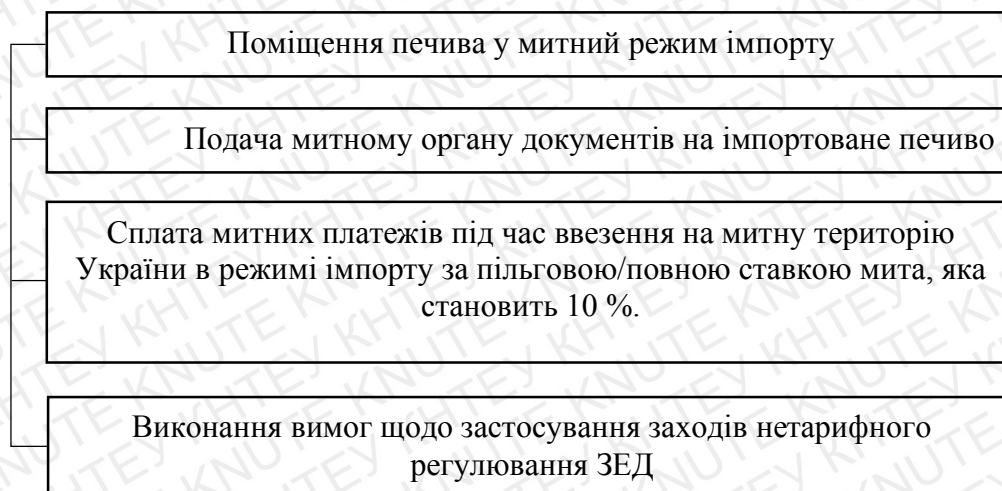 Поміщення печива у митний режим імпорту
Подача митному органу документів на імпортоване печиво
Сплата митних платежів під час ввезення на митну територію
України в режимі імпорту за пільговою/повною ставкою мита, яка
становить 10 %.
Виконання вимог щодо застосування заходів нетарифного
регулювання ЗЕД